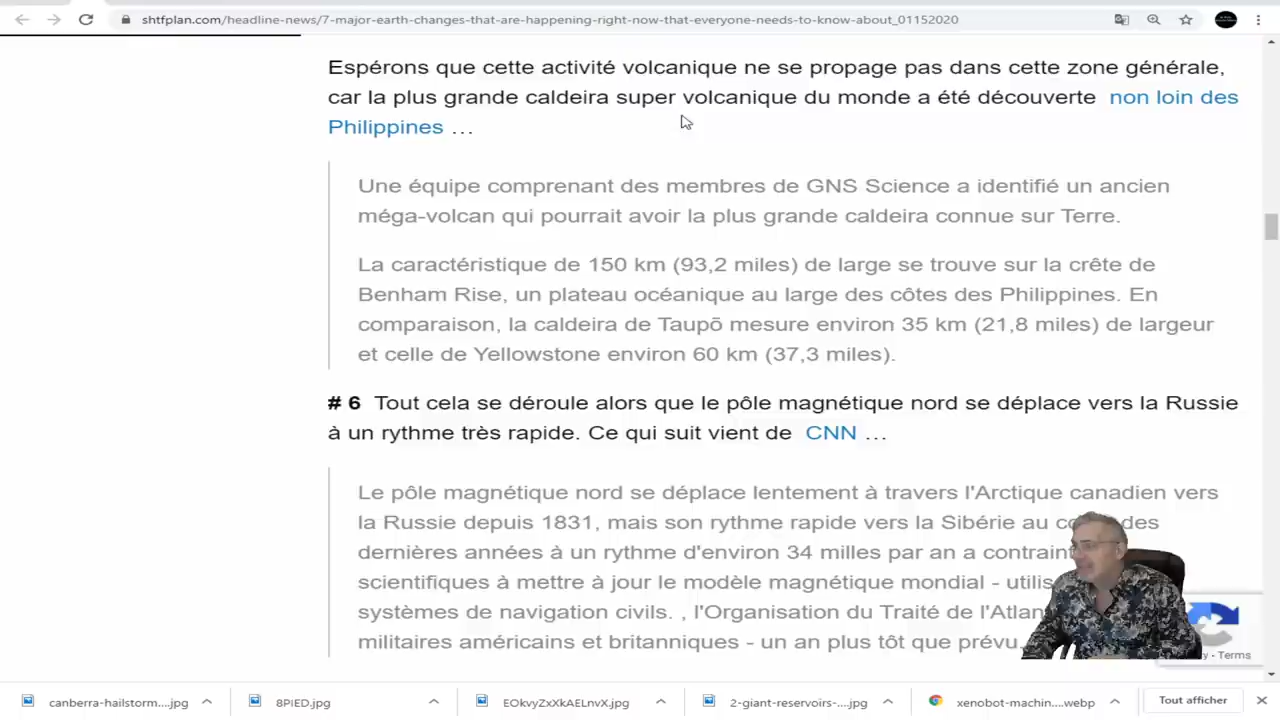 shtfplan.com/headline-news/7-major-earth-changes-that-are-happening-right-now-that-everyone-needs-to-know-about_01152020
Espérons que cette activité volcanique ne se propage pas dans cette zone générale,
car la plus grande caldeira super volcanique du monde a été découverte non loin des
Philippines …
Une équipe comprenant des membres de GNS Science a identifié un ancien
méga-volcan qui pourrait avoir la plus grande caldeira connue sur Terre.
La caractéristique de 150 km (93,2 miles) de large se trouve sur la crête de
Benham Rise, un plateau océanique au large des côtes des Philippines. En
comparaison, la caldeira de Taupō mesure environ 35 km (21,8 miles) de largeur
et celle de Yellowstone environ 60 km (37,3 miles).
# 6 Tout cela se déroule alors que le pôle magnétique nord se déplace vers la Russie
à un rythme très rapide. Ce qui suit vient de CNN …
Le pôle magnétique nord se déplace lentement à travers l'Arctique canadien vers
la Russie depuis 1831, mais son rythme rapide vers la Sibérie au des
dernières années à un rythme d'environ 34 milles par an a contraint
scientifiques à mettre à jour le modèle magnétique mondial -
systèmes de navigation civils. , l'Organisation du Traité de
militaires américains et britanniques - un an plus tôt que prévu.
- Terms
canberra-hailstorm....jpg
8PIED.jpg
EOkvyZxXkAELnvX.jpg
2-giant-reservoirs-....jpg
xenobot-machin....webp
Tout afficher